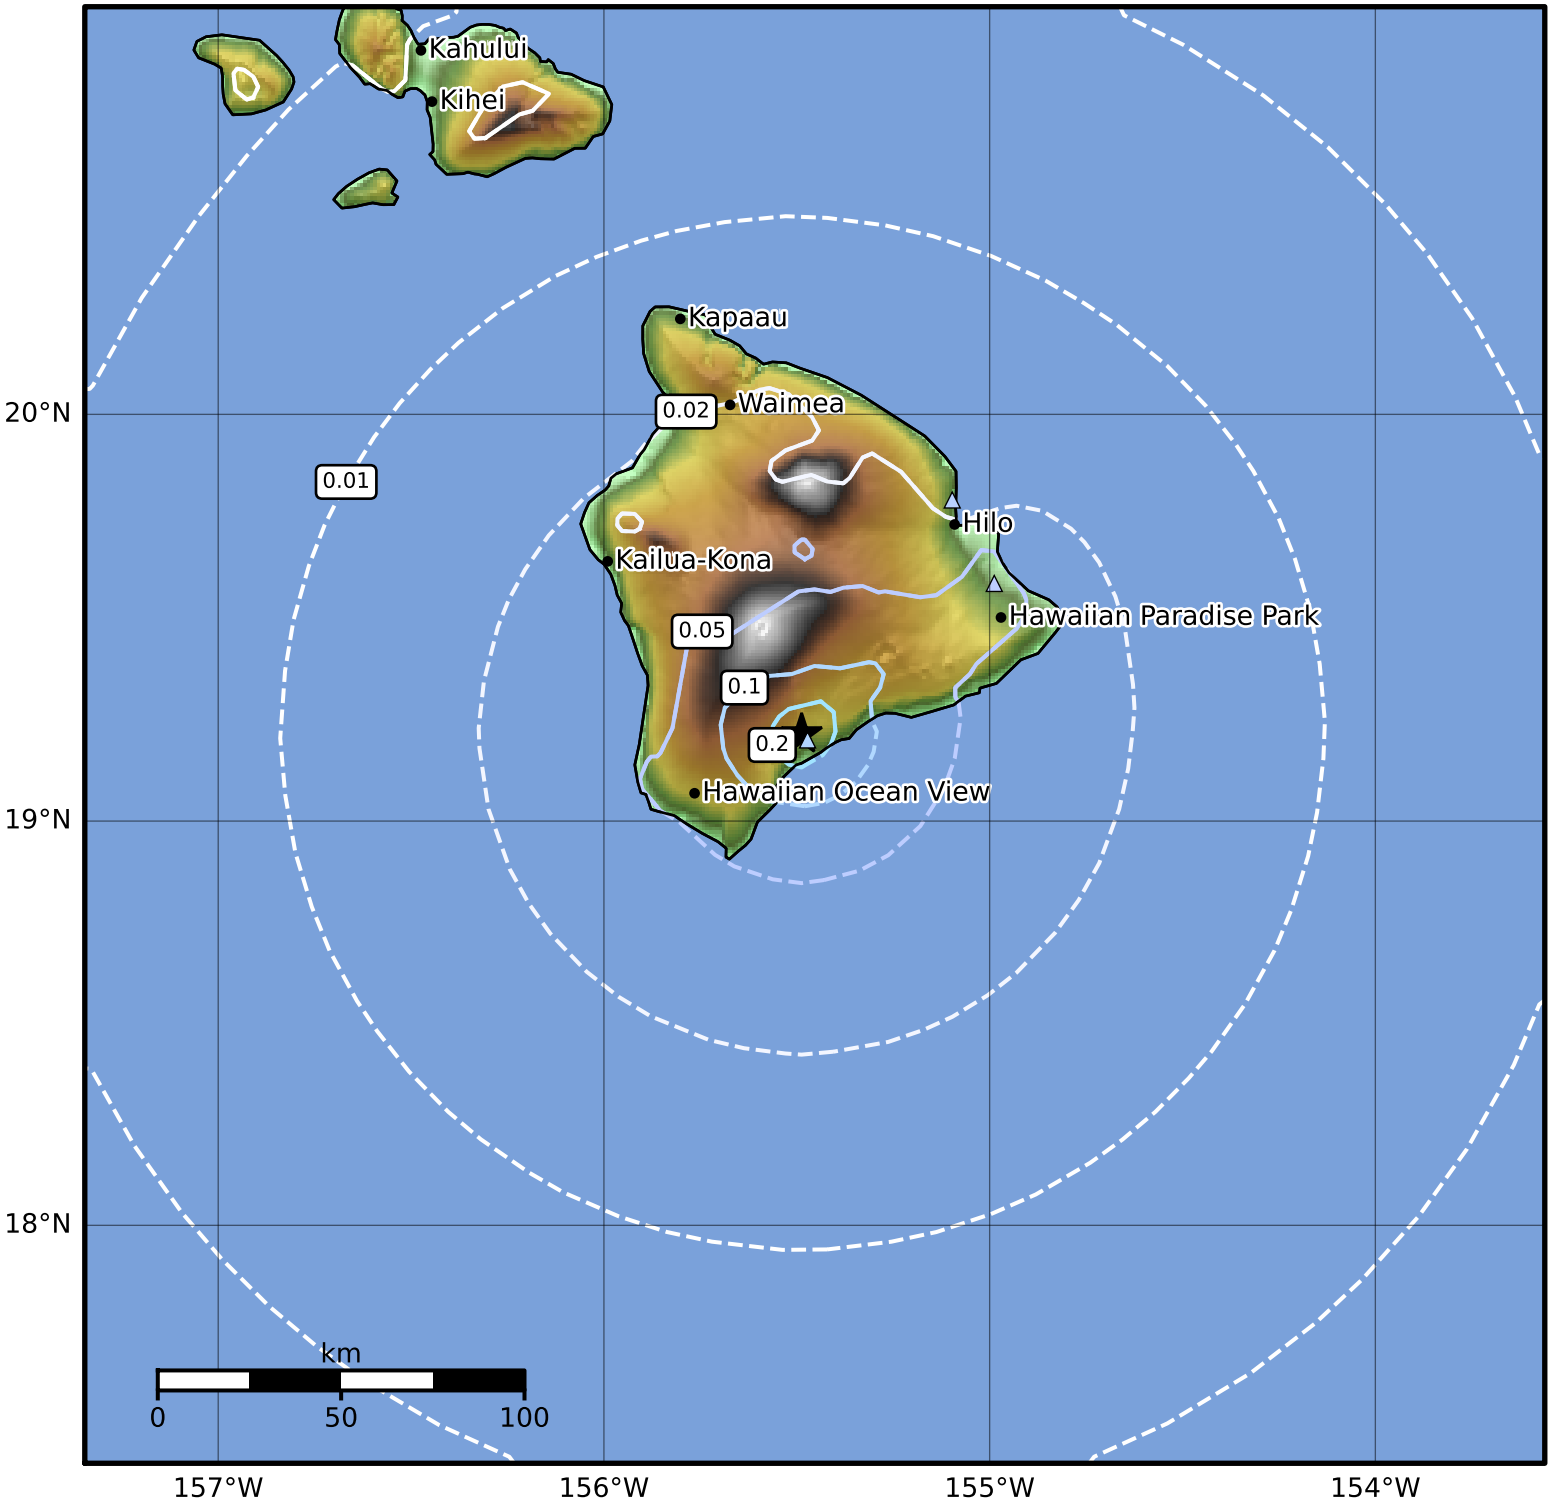 Kahului
Kihei
Kapaau
Waimea
0.02
20°N
0.01
Hilo
Kailua-Kona
Hawaiian Paradise Park
0.05
0.1
0.2
Hawaiian Ocean View
19°N
18°N
km
0 50 100
157°W 156°W 155°W 154°W